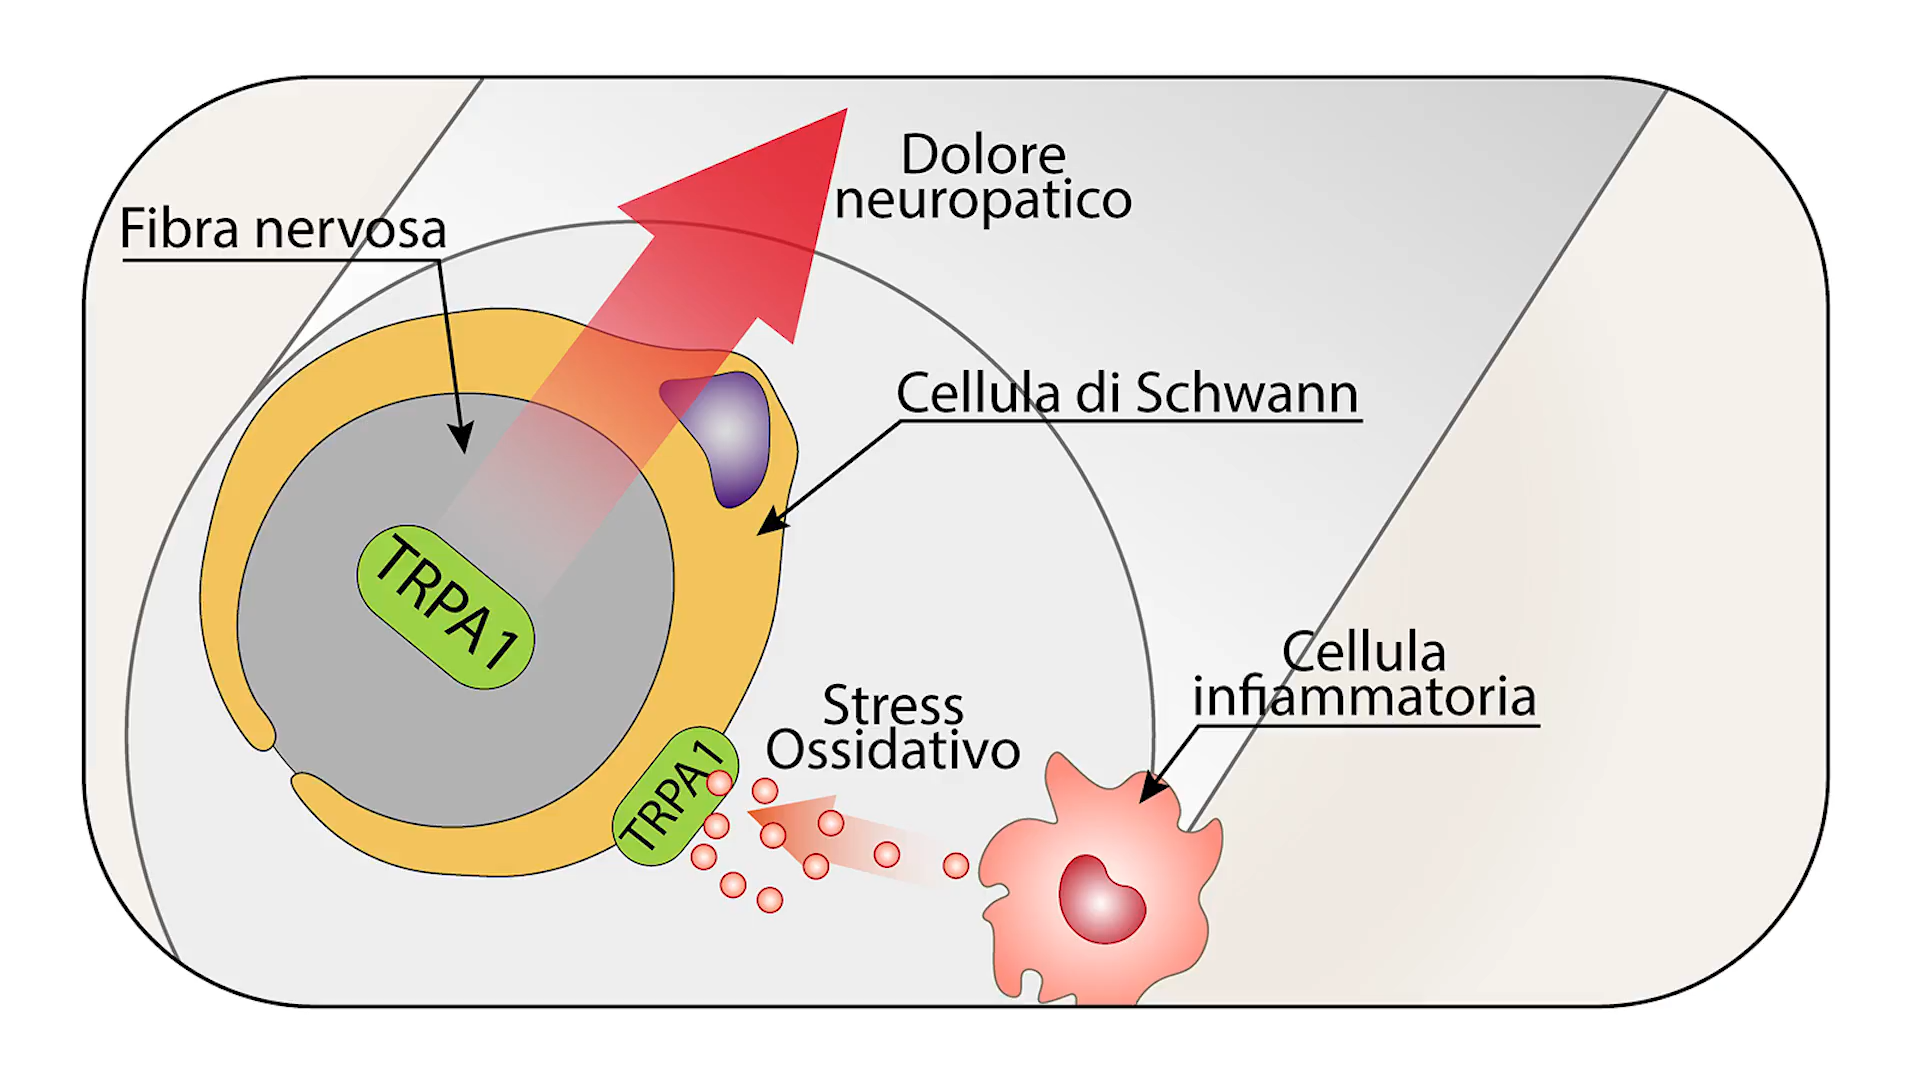 Dolore
neuropatico
Fibra nervosa
Cellula di Schwann
TRPA1
Cellula
infiammatoria
Stress
Ossidativo
TRPA1